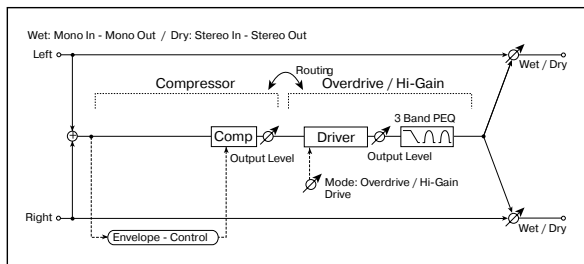 Wet: Mono In - Mono Out / Dry: Stereo In - Stereo Out
Left
Wet / Dry
Routing
Compressor
Overdrive / Hi-Gain
3 Band PEQ
Comp
Driver
Output Level
Output Level
Mode: Overdrive / Hi-Gain
Drive
Right
Wet / Dry
Envelope - Control